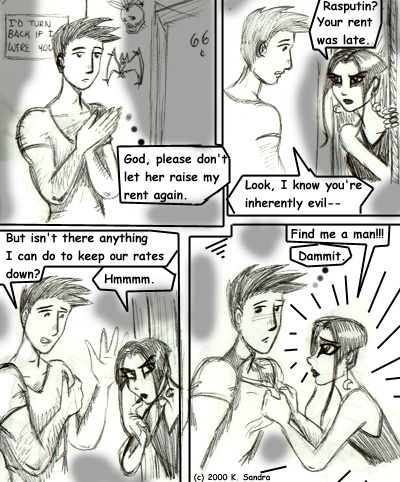 I'D TURN
BACK IF I
WERE YOU
66
c
God, please don't
let her raise my
rent again.
Rasputin?
Your rent
was late.
Look, I know you're
inherently evil--
But isn't there anything
I can do to keep our rates
down?
Hmmmm.
Find me a man!!!
Dammit.
(c) 2000 K. Sandra